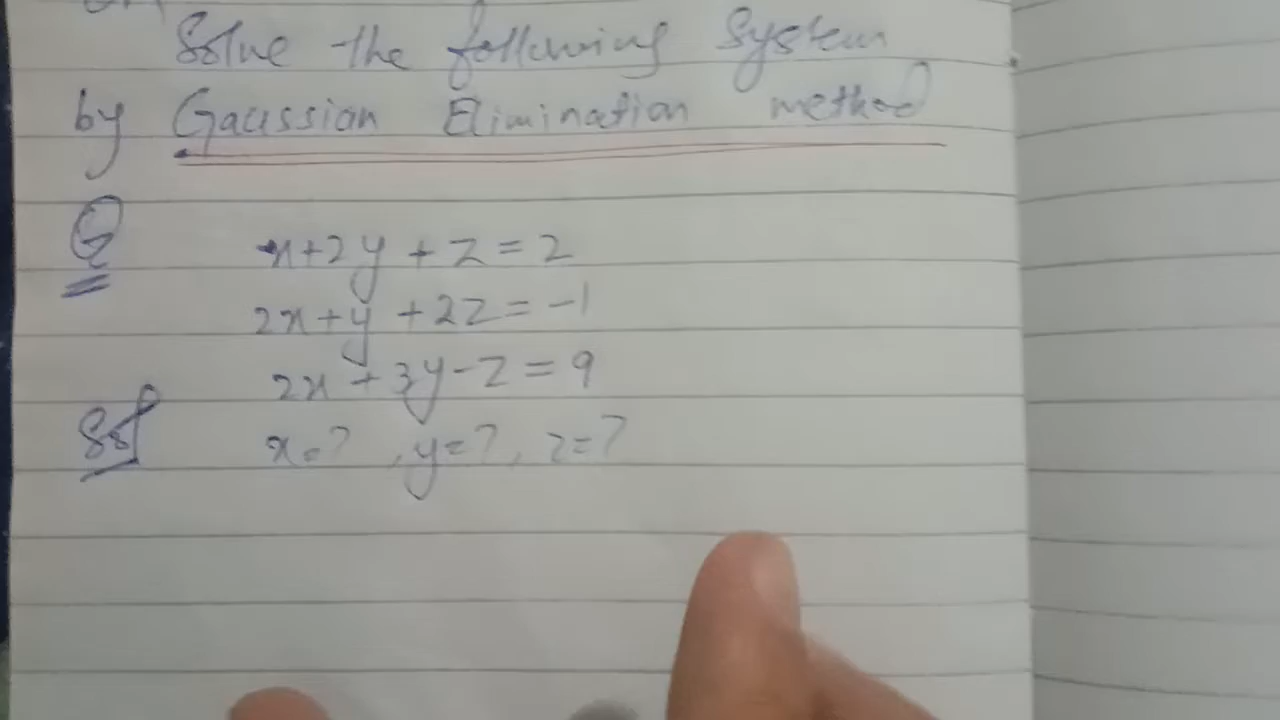 Solve the following System
by Gaussian Elimination method
Q x+2y+z=2
2x+y+2z=-1
2x+3y-z=9
Sol x=?, y=?, z=?